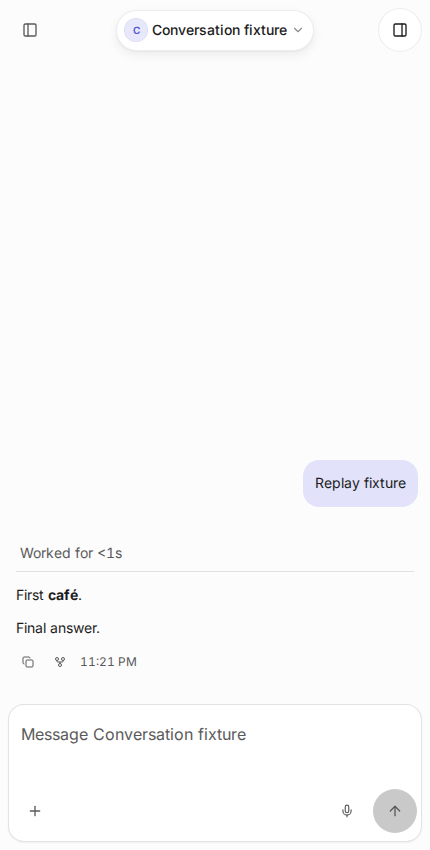 C Conversation fixture
Replay fixture
Worked for <1s
First café.
Final answer.
11:21 PM
Message Conversation fixture